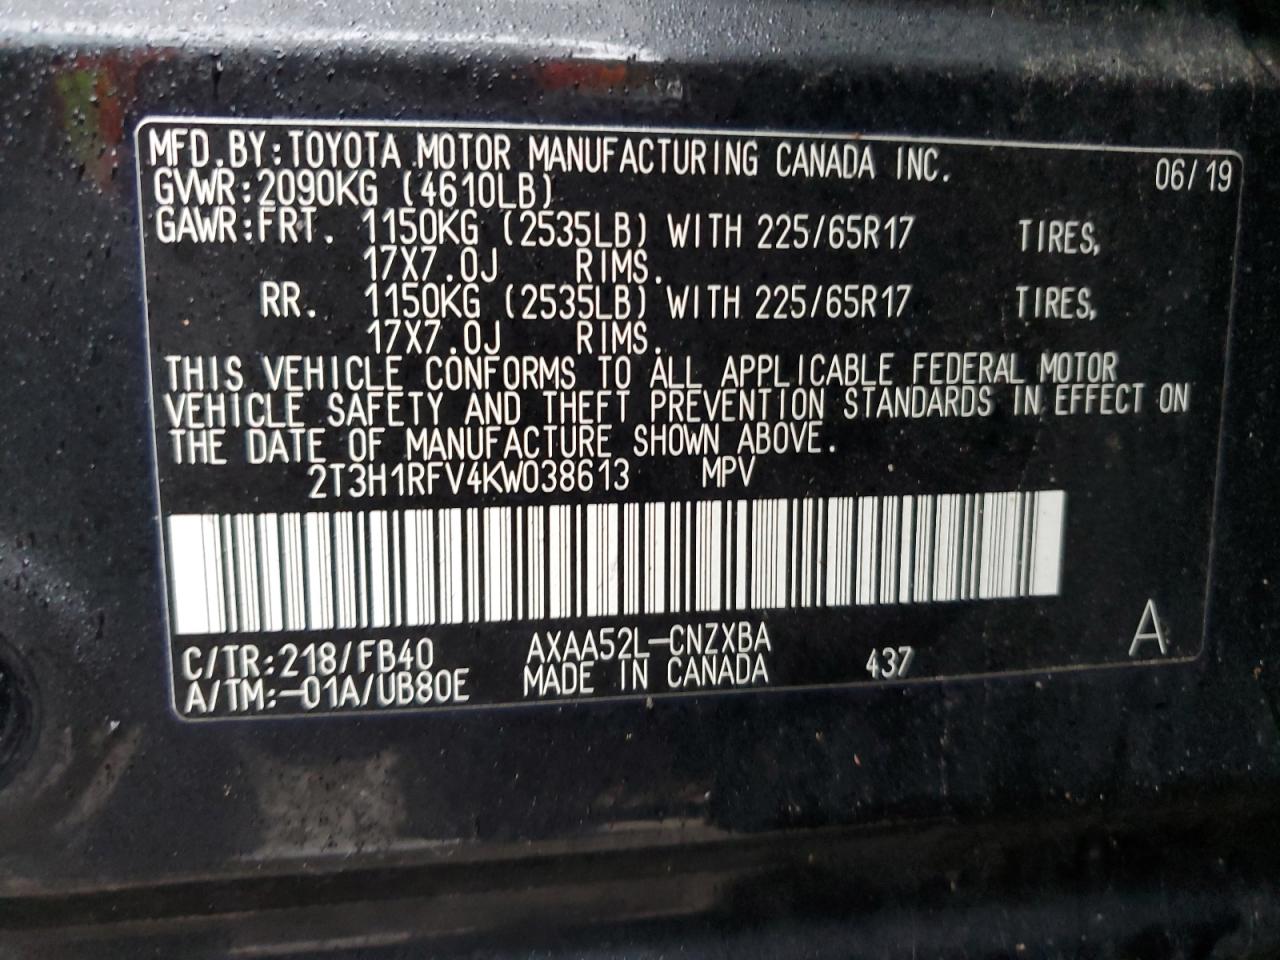 MFD.BY:TOYOTA MOTOR MANUFACTURING CANADA INC. 06/19
GVWR:2090KG (4610LB)
GAWR:FRT. 1150KG (2535LB) WITH 225/65R17 TIRES,
17X7.0J RIMS.
RR. 1150KG (2535LB) WITH 225/65R17 TIRES,
17X7.0J RIMS.
THIS VEHICLE CONFORMS TO ALL APPLICABLE FEDERAL MOTOR
VEHICLE SAFETY AND THEFT PREVENTION STANDARDS IN EFFECT ON
THE DATE OF MANUFACTURE SHOWN ABOVE.
2T3H1RFV4KW038613 MPV
C/TR:218/FB40 AXAA52L-CNZXBA 437 A
A/TM:-01A/UB80E MADE IN CANADA